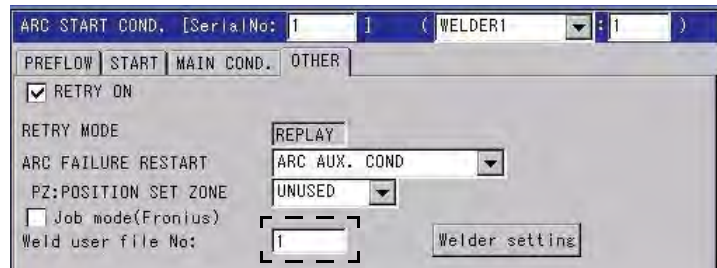 ARC START COND. [SerialNo: 1 ] ( WELDER1 : 1 )
PREFLOW START MAIN COND. OTHER
RETRY ON
RETRY MODE REPLAY
ARC FAILURE RESTART ARC AUX. COND
PZ:POSITION SET ZONE UNUSED
Job mode(Fronius)
Weld user file No: 1 Welder setting